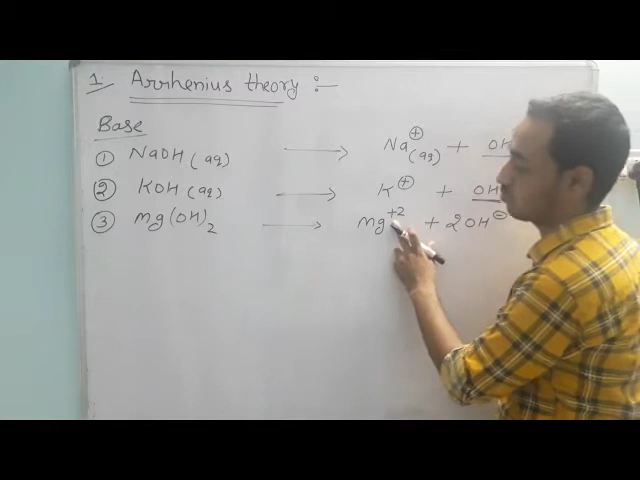 1. Arrhenius theory :-
Base
① NaOH (aq) ⟶ Na⊕(aq) + OH
② KOH (aq) ⟶ K⊕ + OH
③ Mg(OH)₂ ⟶ Mg⁺² + 2OH⊖